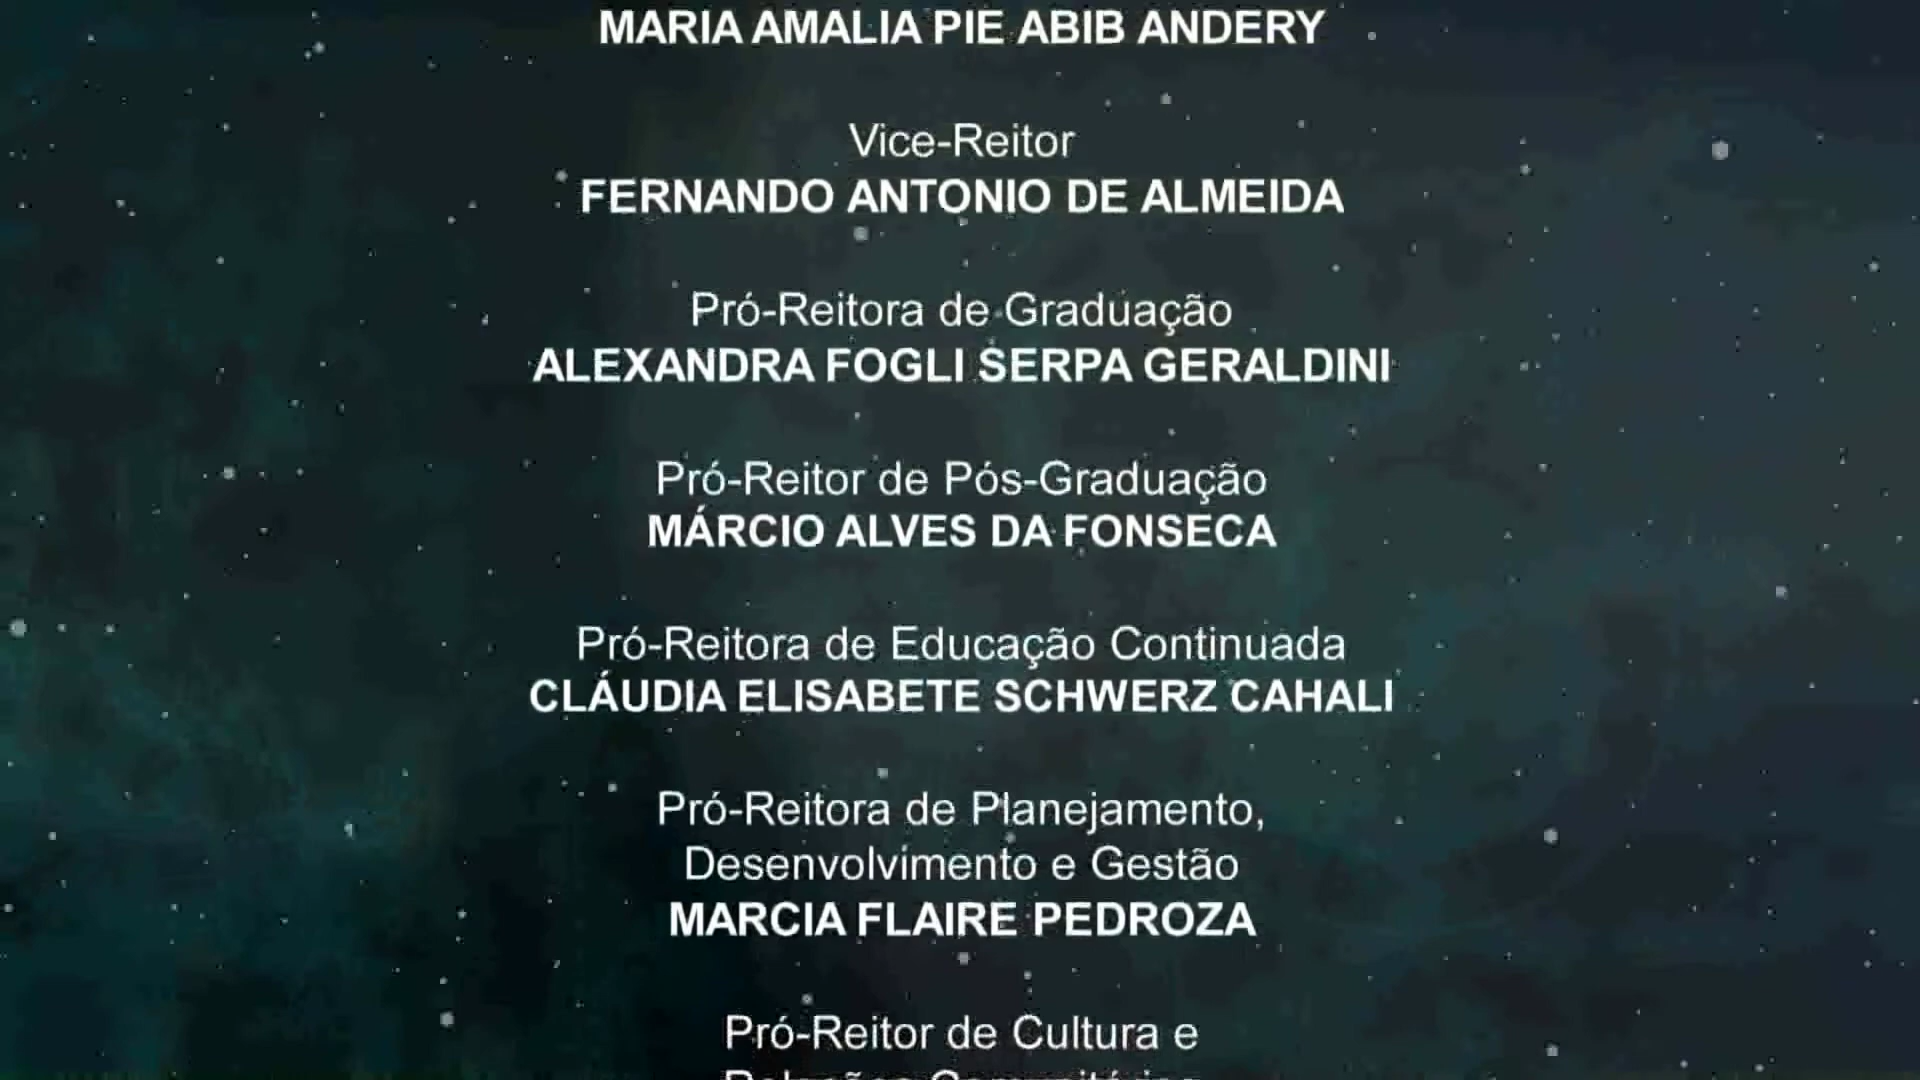 MARIA AMALIA PIE ABIB ANDERY
Vice-Reitor
FERNANDO ANTONIO DE ALMEIDA
Pró-Reitora de Graduação
ALEXANDRA FOGLI SERPA GERALDINI
Pró-Reitor de Pós-Graduação
MÁRCIO ALVES DA FONSECA
Pró-Reitora de Educação Continuada
CLÁUDIA ELISABETE SCHWERZ CAHALI
Pró-Reitora de Planejamento,
Desenvolvimento e Gestão
MARCIA FLAIRE PEDROZA
Pró-Reitor de Cultura e